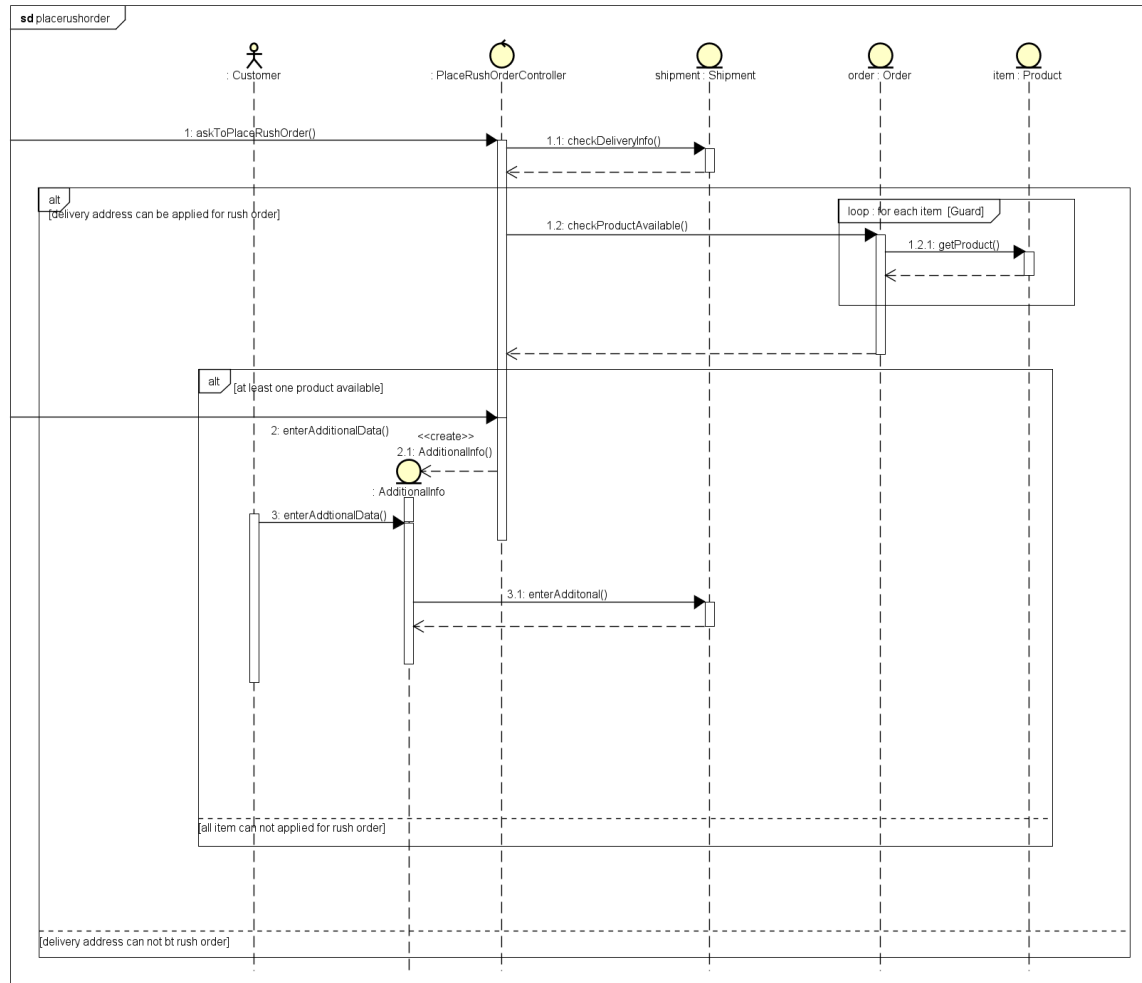 sd placerushorder
: Customer
: PlaceRushOrderController
shipment : Shipment
order : Order
item : Product
1: askToPlaceRushOrder()
1.1: checkDeliveryInfo()
alt
[delivery address can be applied for rush order]
loop : for each item [Guard]
1.2: checkProductAvailable()
1.2.1: getProduct()
alt
[at least one product available]
2: enterAdditionalData()
<<create>>
2.1: AdditionalInfo()
: AdditionalInfo
3: enterAddtionalData()
3.1: enterAdditonal()
[all item can not applied for rush order]
[delivery address can not bt rush order]